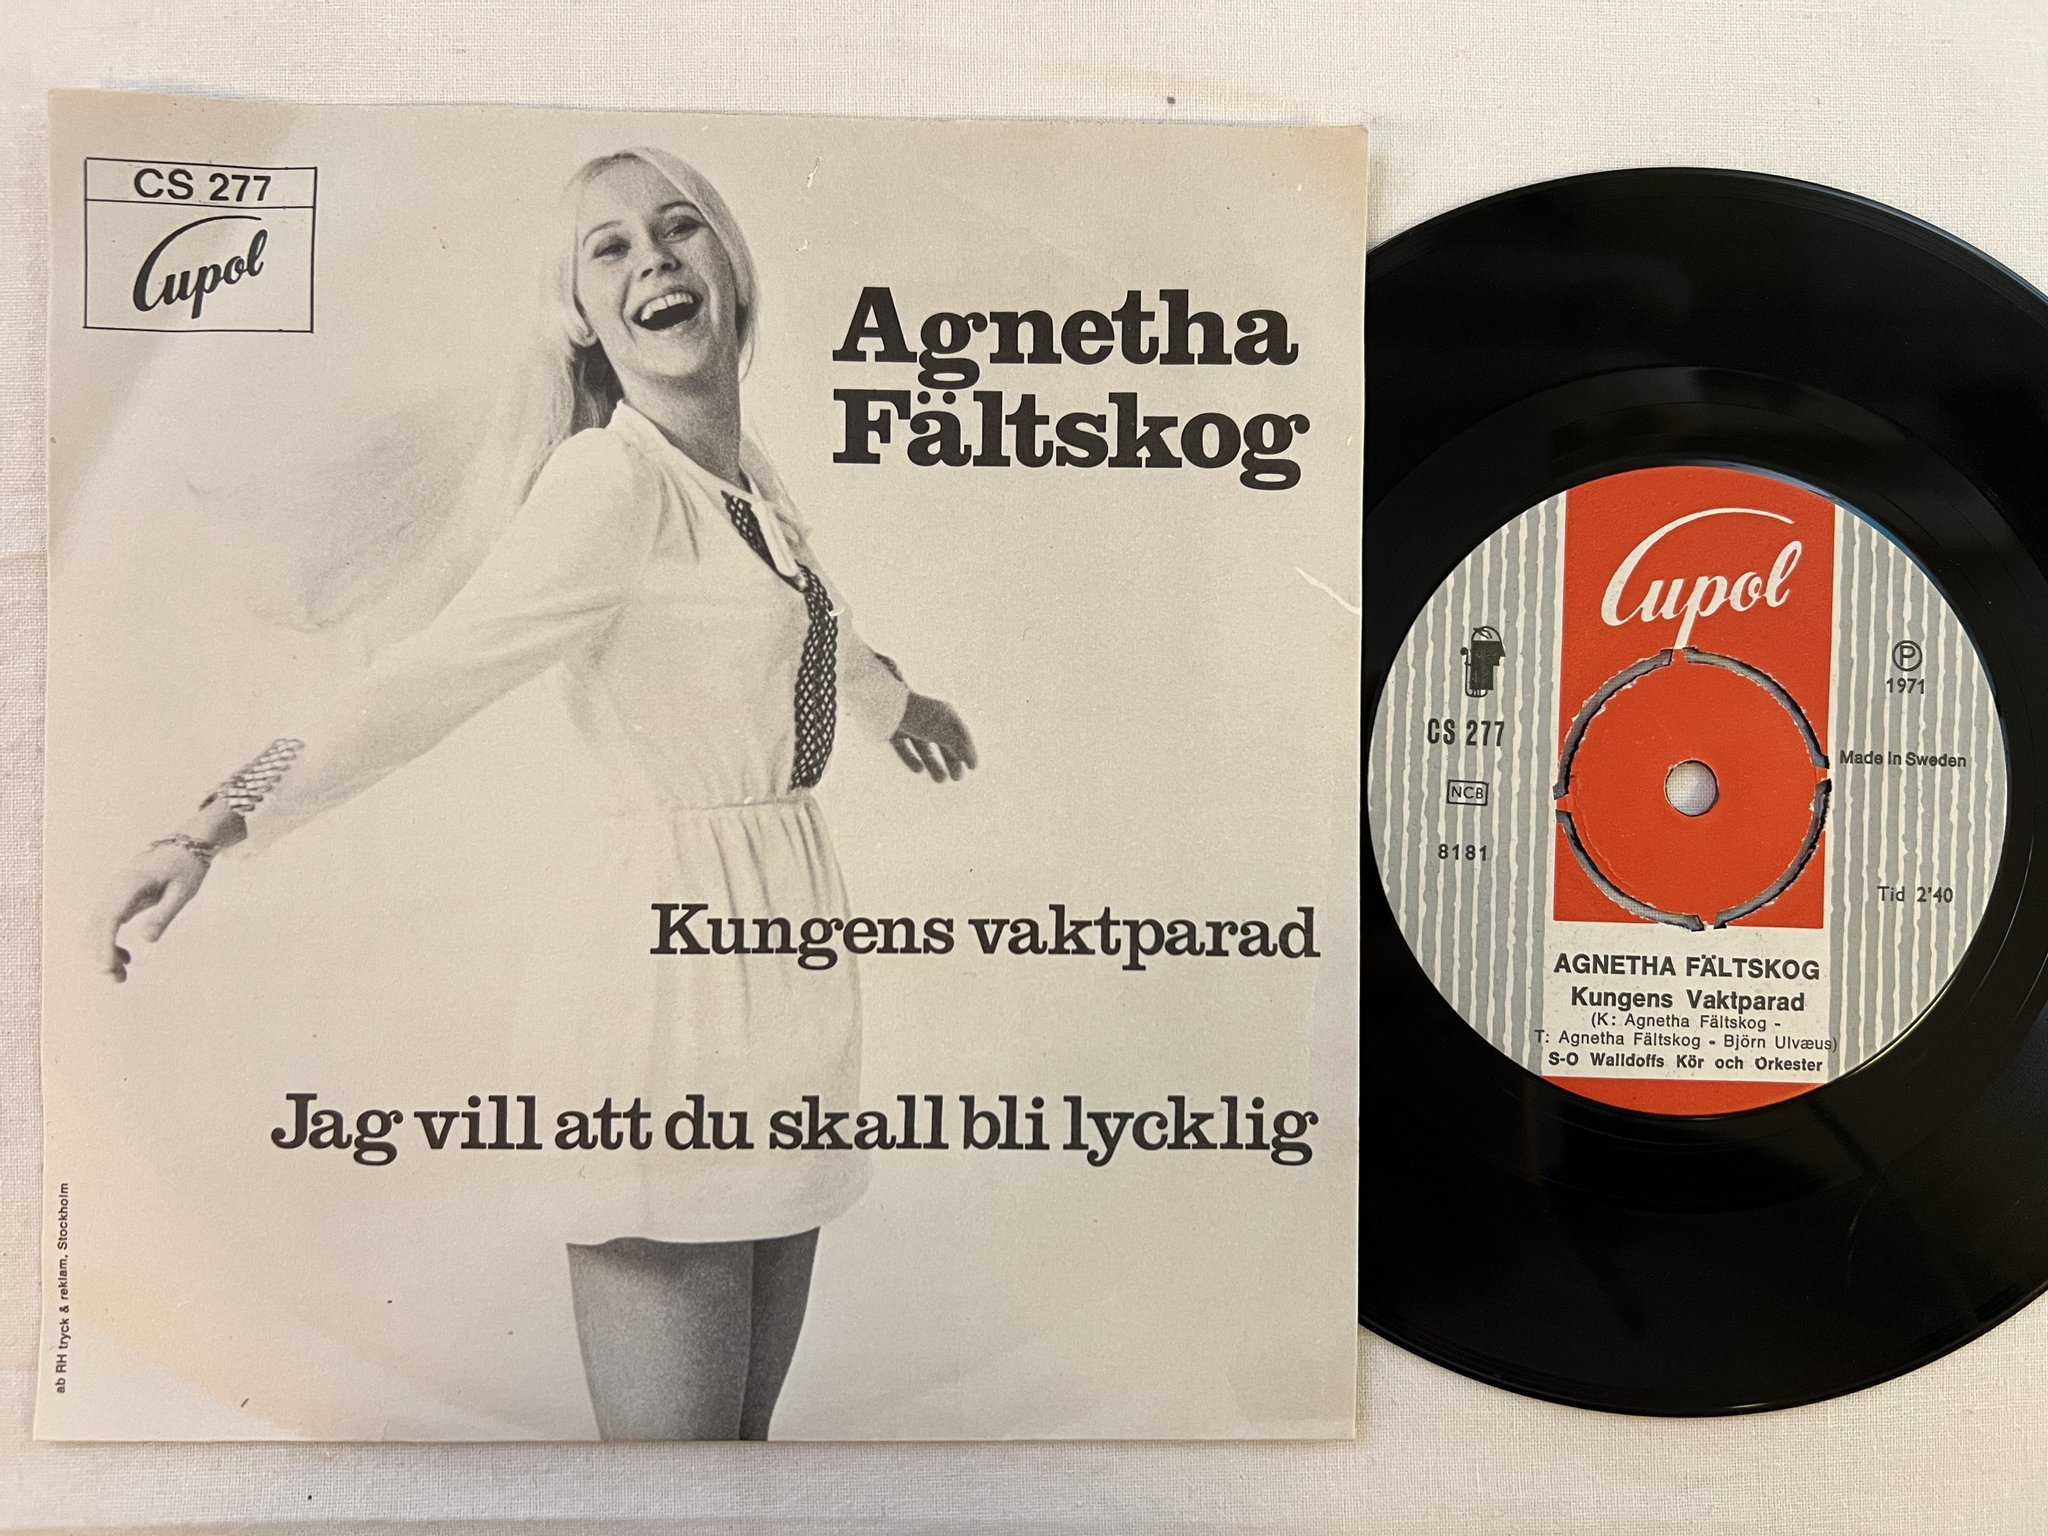 CS 277
Cupol
Agnetha
Fältskog
Kungens vaktparad
Jag vill att du skall bli lycklig
ab RH tryck & reklam, Stockholm
Cupol
P
1971
CS 277
Made in Sweden
NCB
8181
Tid 2'40
AGNETHA FÄLTSKOG
Kungens Vaktparad
(K: Agnetha Fältskog -
T: Agnetha Fältskog - Björn Ulvæus)
S-O Walldoffs Kör och Orkester